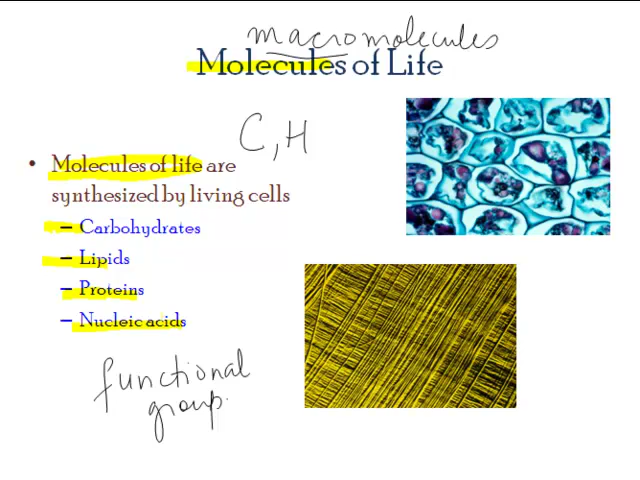 macromolecules
Molecules of Life
C, H
• Molecules of life are
synthesized by living cells
– Carbohydrates
– Lipids
– Proteins
– Nucleic acids
functional
group.